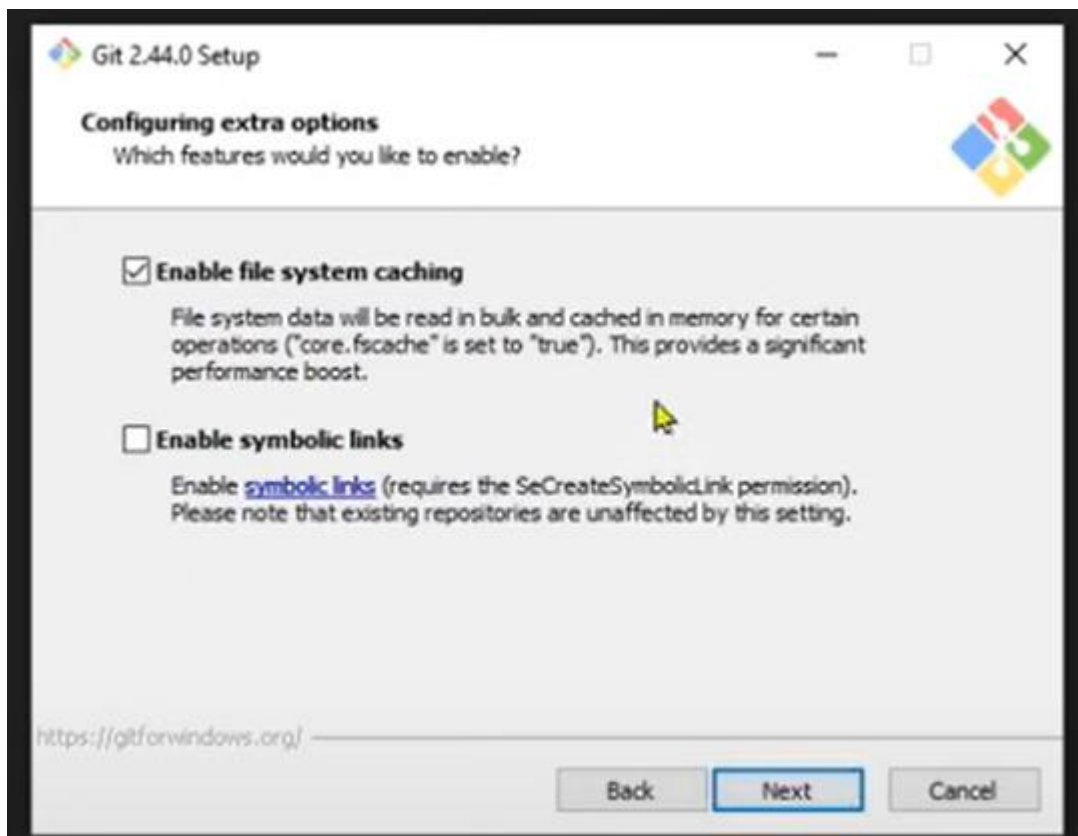 Git 2.44.0 Setup
Configuring extra options
Which features would you like to enable?
Enable file system caching
File system data will be read in bulk and cached in memory for certain
operations ("core.fscache" is set to "true"). This provides a significant
performance boost.
Enable symbolic links
Enable symbolic links (requires the SeCreateSymbolicLink permission).
Please note that existing repositories are unaffected by this setting.
https://gitforwindows.org/
Back
Next
Cancel